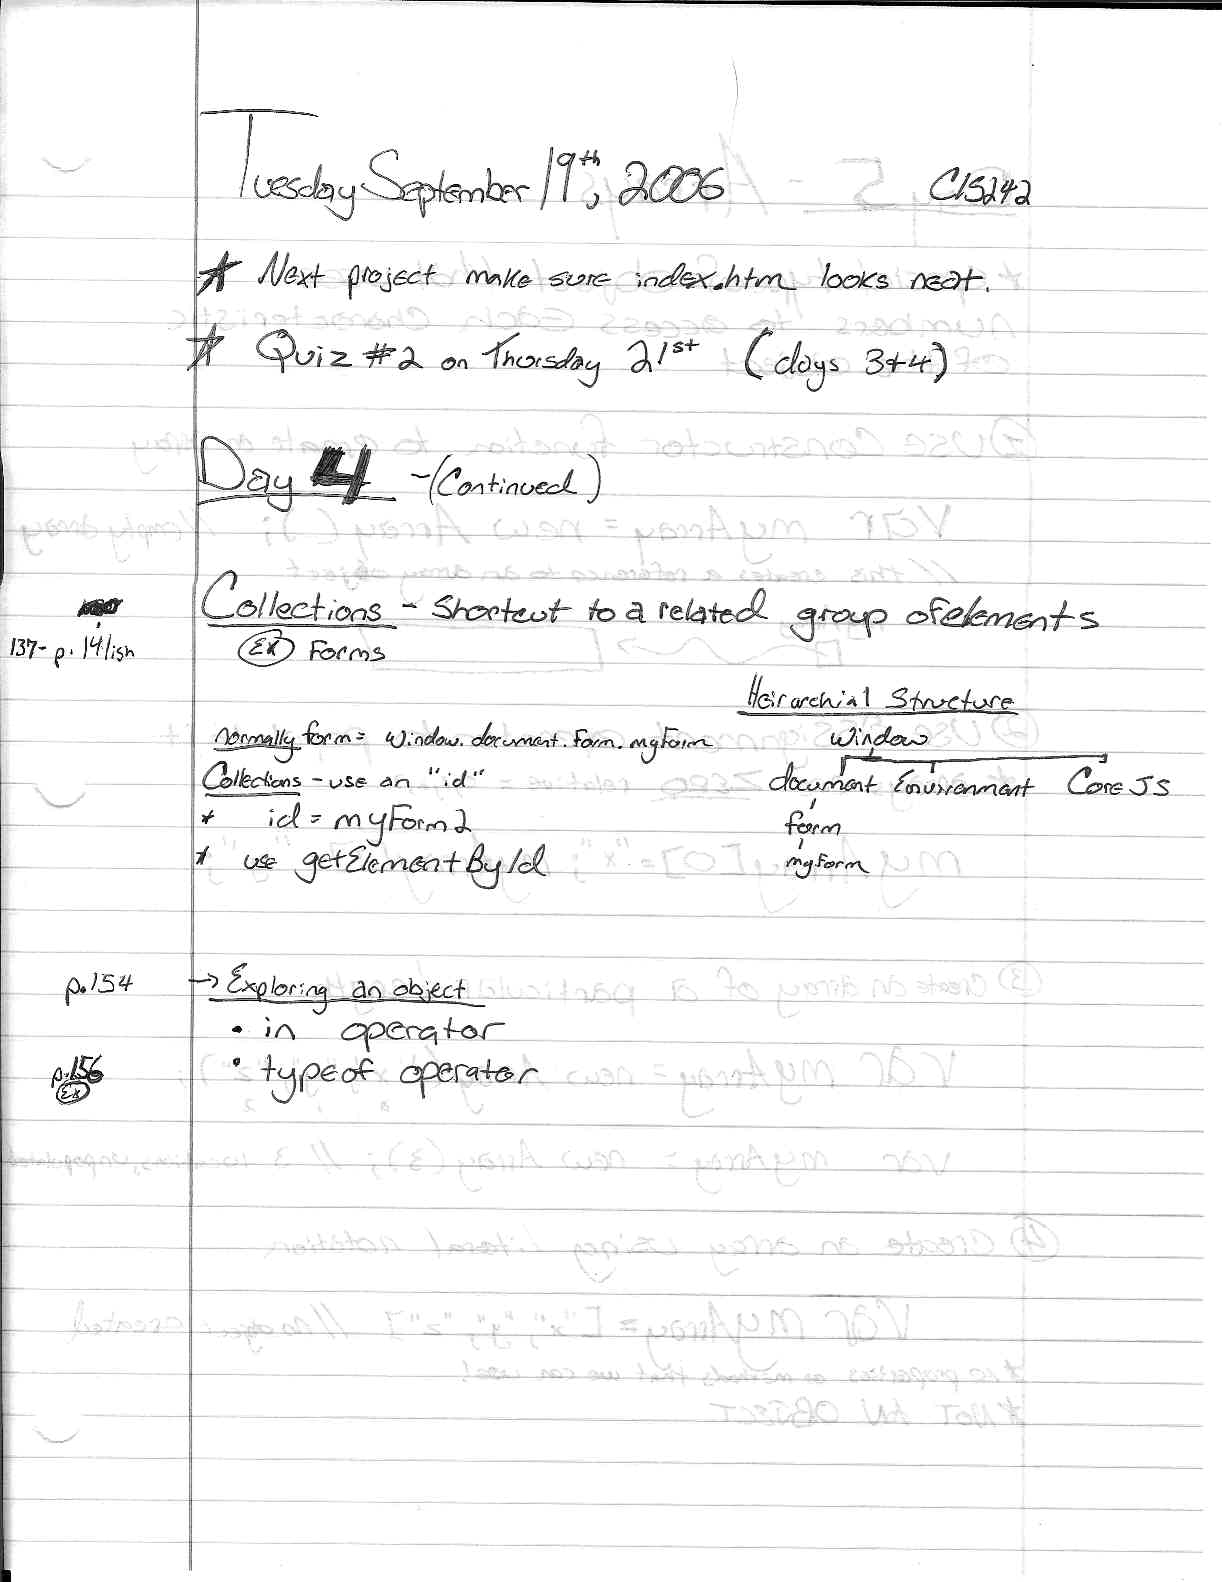 Tuesday September 19th, 2006 CIS242
* Next project make sure index.htm looks neat.
* Quiz #2 on Thursday 21st (days 3+4)
Day 4 - (Continued)
Collections - Shortcut to a related group of elements
137- p. 141ish
Ex Forms
Heirarchial Structure
normally form = window.document.form.myForm
window
Collections - use an "id"
document Environment Core JS
* id = myForm2
form
* use getElementById
myform
p.154 → Exploring an object
• in operator
p.156 • typeof operator
Ex